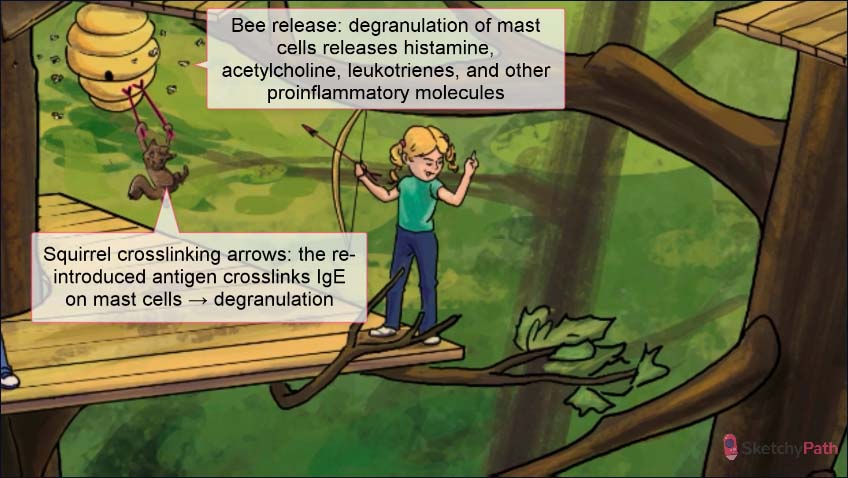 Bee release: degranulation of mast
cells releases histamine,
acetylcholine, leukotrienes, and other
proinflammatory molecules
Squirrel crosslinking arrows: the re-
introduced antigen crosslinks IgE
on mast cells → degranulation
SketchyPath